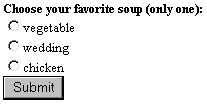 Choose your favorite soup (only one):
vegetable
wedding
chicken
Submit